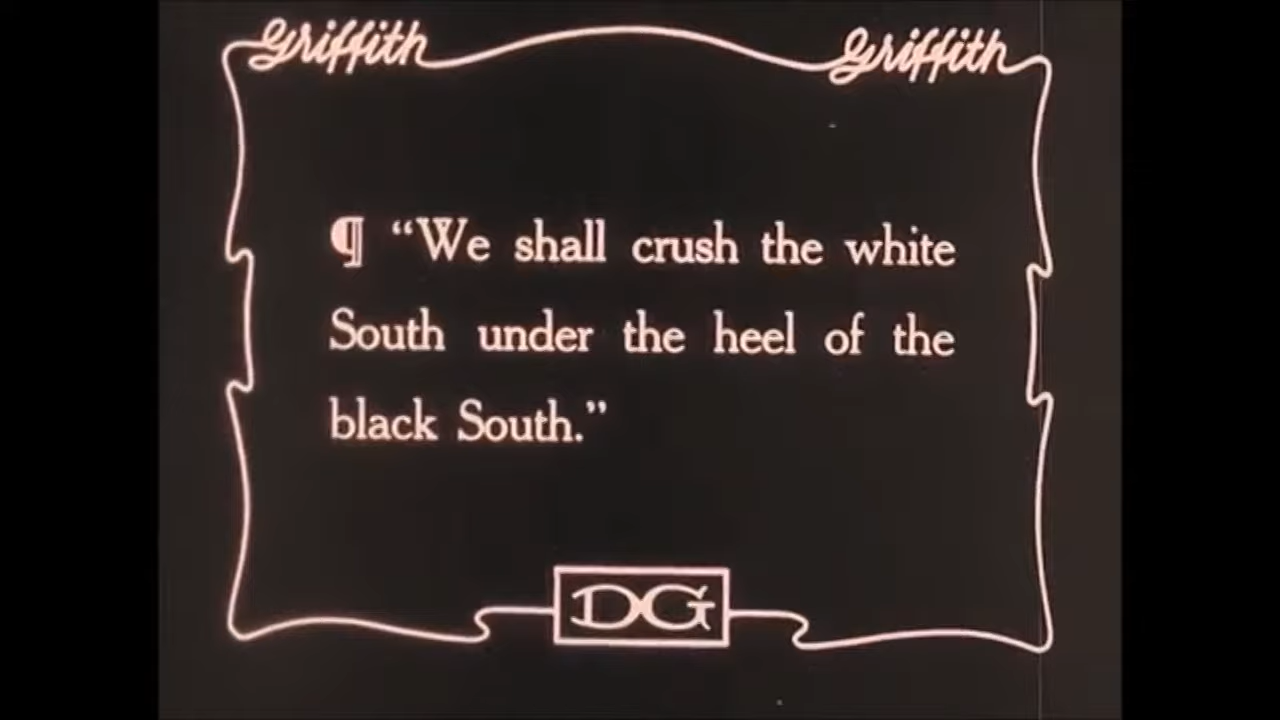 Griffith Griffith
¶ “We shall crush the white
South under the heel of the
black South.”
DG